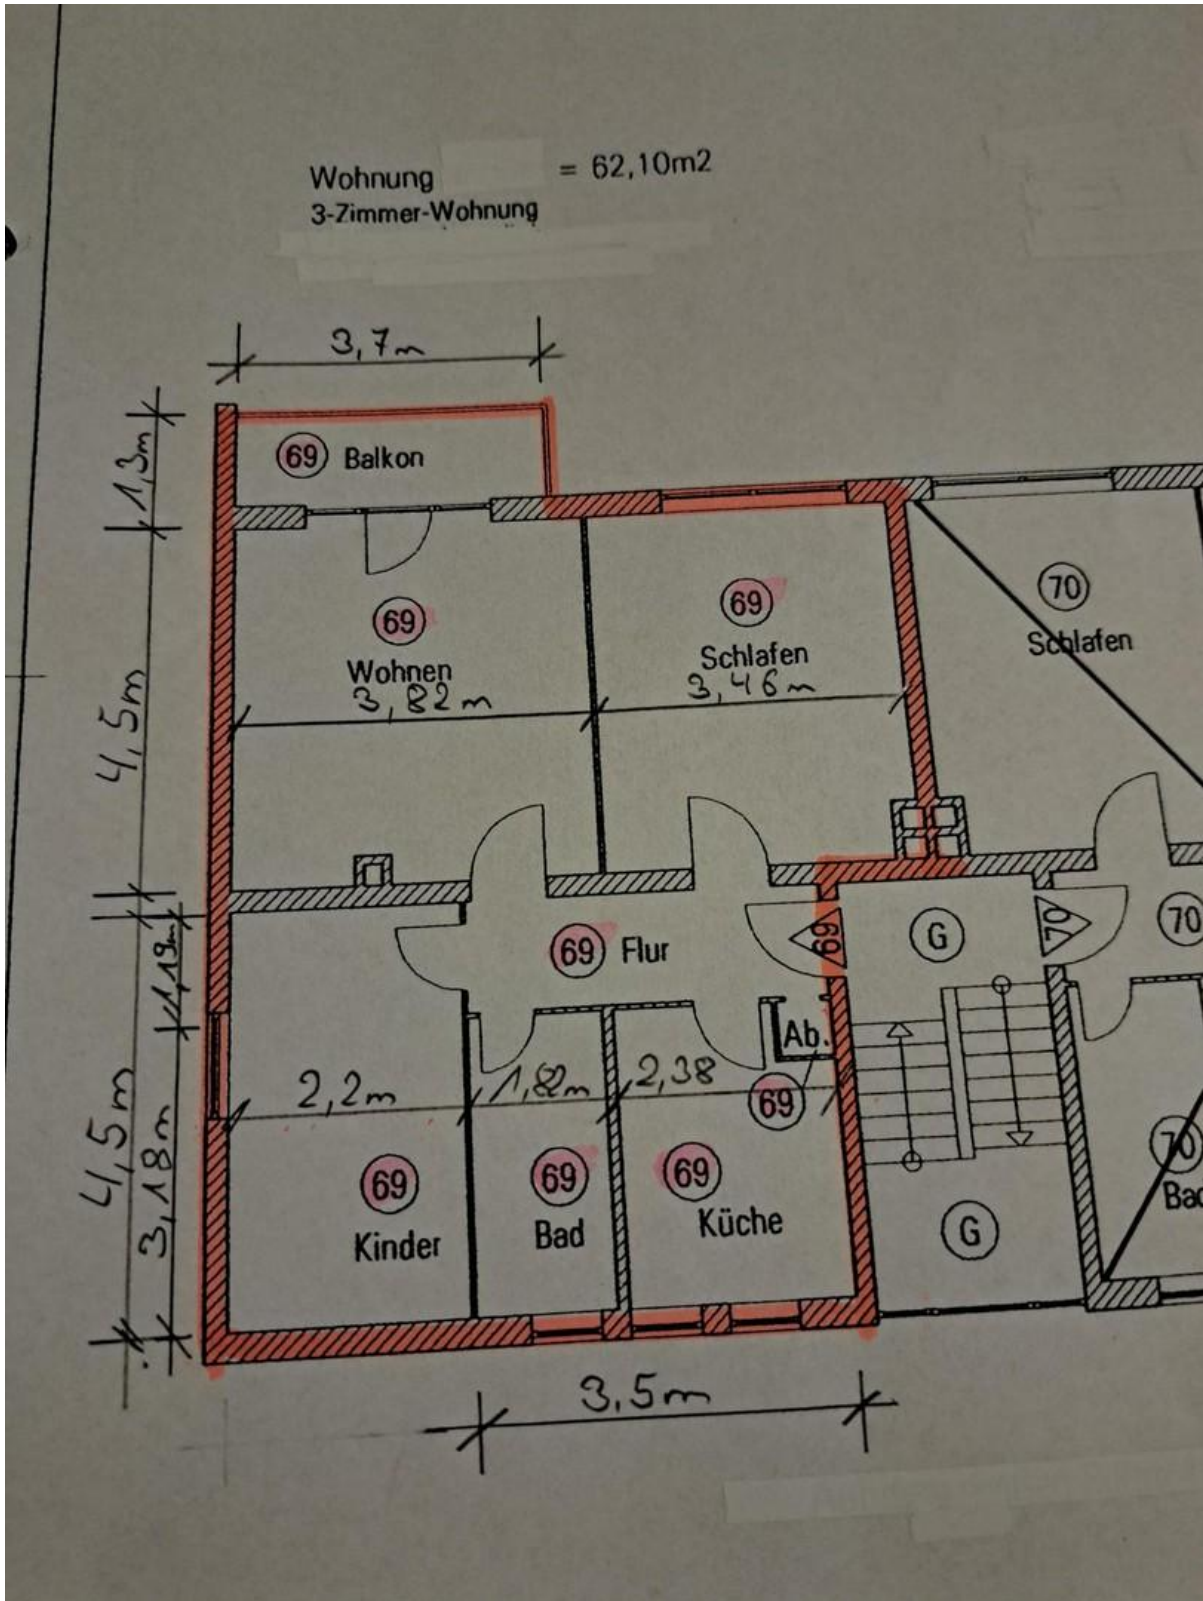 Wohnung = 62,10m2
3-Zimmer-Wohnung
3,7m
1,3m
69 Balkon
69
Wohnen
3,82m
69
Schlafen
3,46m
70
Schlafen
4,5m
69 Flur
69
G
70
70
Ab.
69
1,19m
4,5m
3,18m
2,2m
1,82m
2,38
69
Kinder
69
Bad
69
Küche
G
70
Bad
3,5m